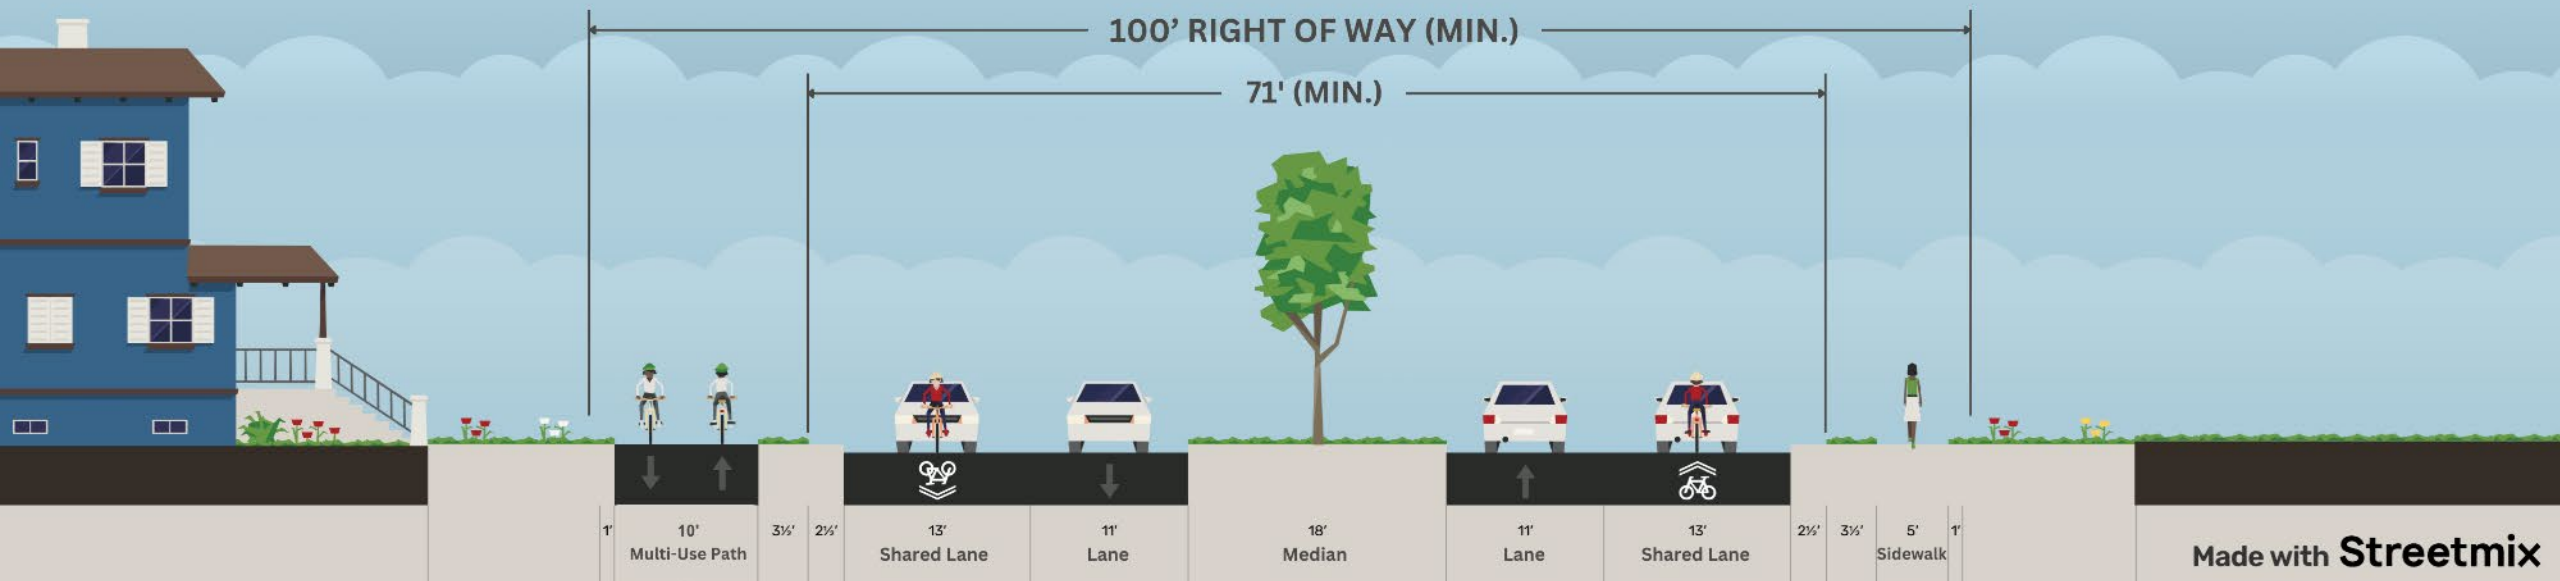 100’ RIGHT OF WAY (MIN.)
71' (MIN.)
1' 10' 3½' 2½' 13' 11' 18' 11' 13' 2½' 3½' 5' 1'
Multi-Use Path Shared Lane Lane Median Lane Shared Lane Sidewalk
Made with Streetmix